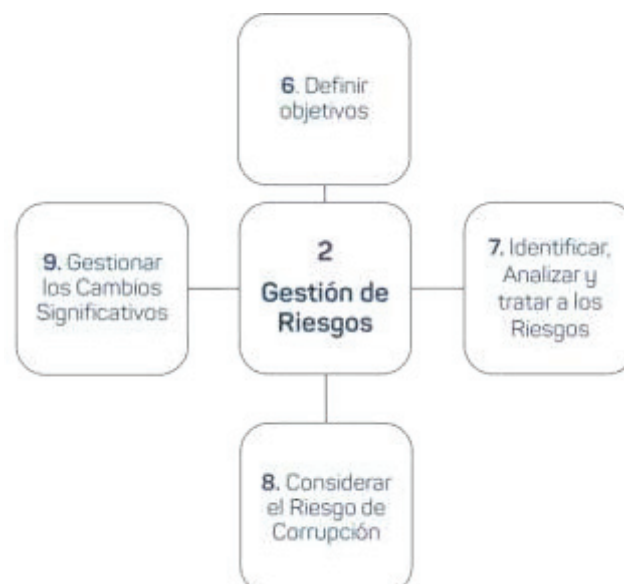 6. Definir
objetivos
9. Gestionar
los Cambios
Significativos
2
Gestión de
Riesgos
7. Identificar,
Analizar y
tratar a los
Riesgos
8. Considerar
el Riesgo de
Corrupción